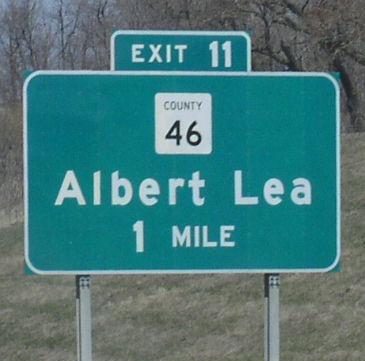 EXIT 11
COUNTY
46
Albert Lea
1 MILE